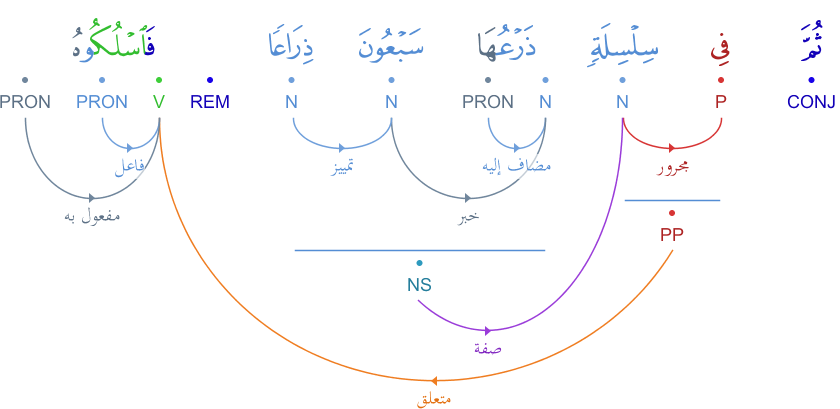 ثُمَّ فِى سِلْسِلَةٍ ذَرْعُهَا سَبْعُونَ ذِرَاعًا فَٱسْلُكُوهُ
CONJ P N N PRON N N REM V PRON PRON
مجرور مضاف إليه تمييز فاعل
خبر مفعول به
PP
NS
صفة
متعلق